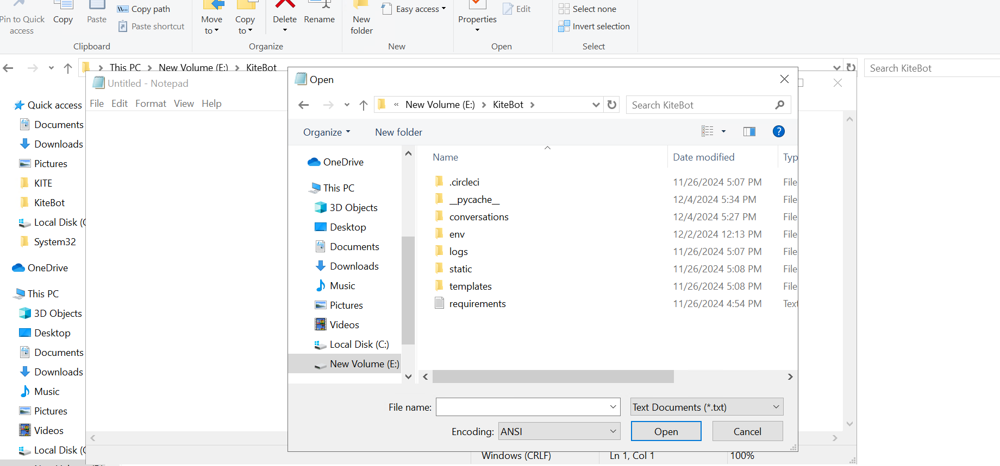 Pin to Quick access
Copy
Paste
Copy path
Paste shortcut
Clipboard
Move to
Copy to
Delete
Rename
Organize
New folder
Easy access
New
Properties
Edit
Open
Select none
Invert selection
Select
This PC
New Volume (E:)
KiteBot
Search KiteBot
Quick access
Documents
Downloads
Pictures
KITE
KiteBot
Local Disk (C
System32
OneDrive
This PC
3D Objects
Desktop
Documents
Downloads
Music
Pictures
Videos
Local Disk (C
Untitled - Notepad
File Edit Format View Help
Open
« New Volume (E:) KiteBot
Search KiteBot
Organize
New folder
OneDrive
This PC
3D Objects
Desktop
Documents
Downloads
Music
Pictures
Videos
Local Disk (C:)
New Volume (E:)
Name Date modified Typ
.circleci 11/26/2024 5:07 PM File
__pycache__ 12/4/2024 5:34 PM File
conversations 12/4/2024 5:27 PM File
env 12/2/2024 12:13 PM File
logs 11/26/2024 5:07 PM File
static 11/26/2024 5:08 PM File
templates 11/26/2024 5:08 PM File
requirements 11/26/2024 4:54 PM Text
File name:
Text Documents (*.txt)
Encoding: ANSI
Open
Cancel
Windows (CRLF)
Ln 1, Col 1
100%